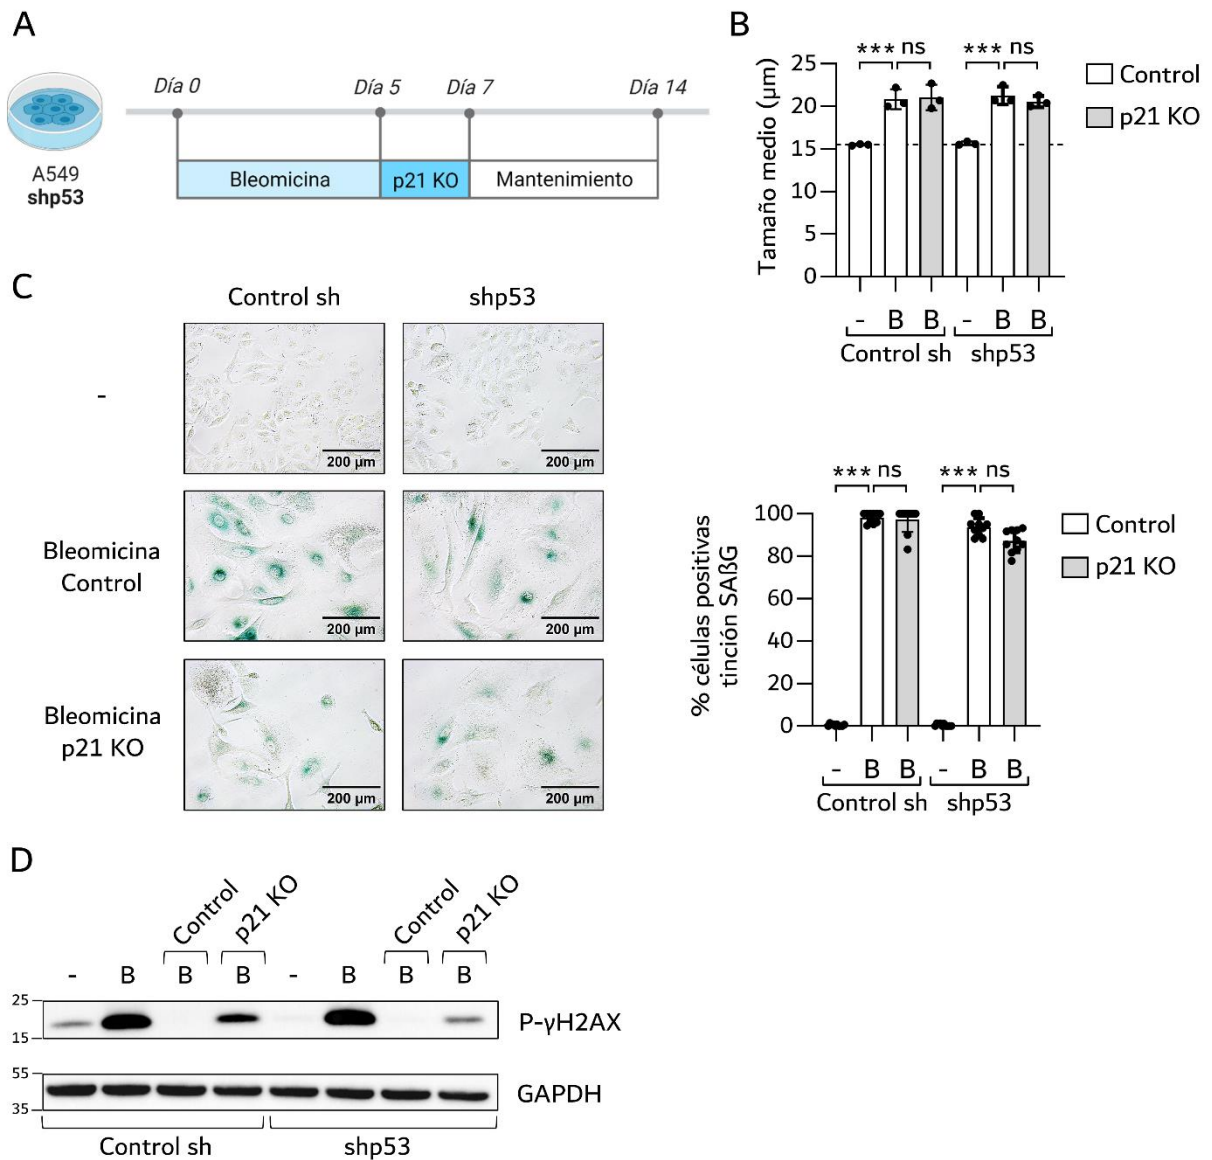 A
Día 0
Día 5
Día 7
Día 14
Bleomicina
p21 KO
Mantenimiento
A549
shp53
B
*** ns
*** ns
Tamaño medio (µm)
25
20
15
10
5
0
Control
p21 KO
- B B - B B
Control sh
shp53
C
Control sh
shp53
-
200 µm
200 µm
Bleomicina
Control
200 µm
200 µm
Bleomicina
p21 KO
200 µm
200 µm
*** ns
*** ns
% células positivas
tinción SAßG
100
80
60
40
20
0
Control
p21 KO
- B B - B B
Control sh
shp53
D
Control
p21 KO
Control
p21 KO
- B B B - B B B
25
15
P-γH2AX
55
35
GAPDH
Control sh
shp53